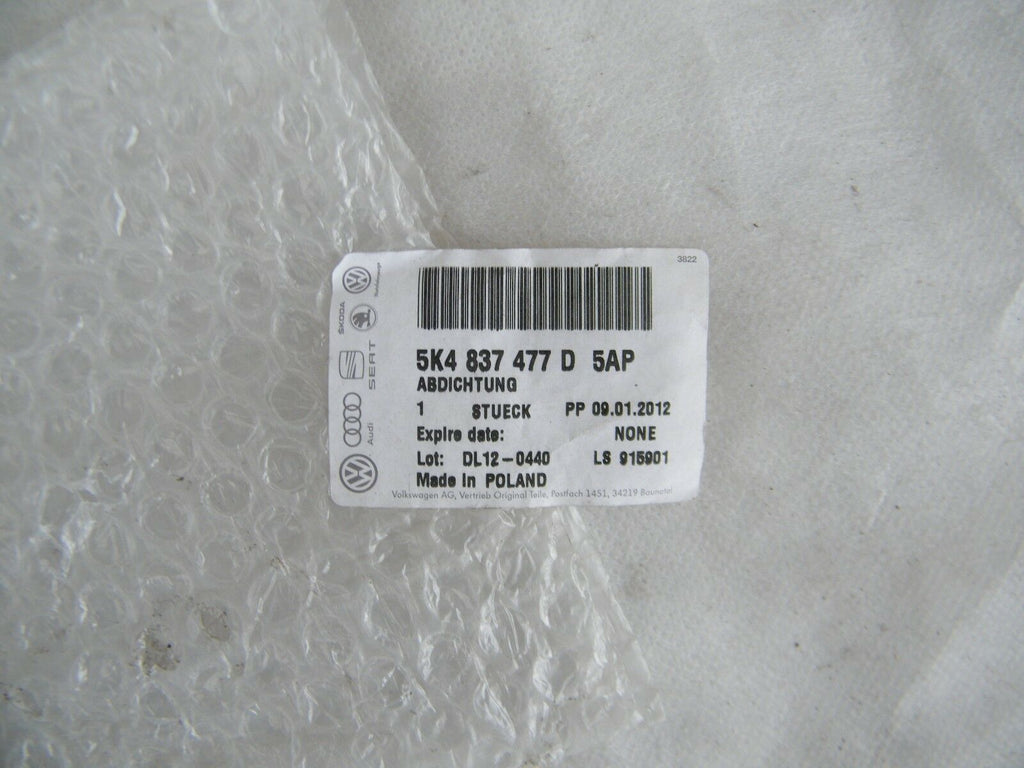 3822
5K4 837 477 D 5AP
ABDICHTUNG
1 STUECK PP 09.01.2012
Expire date: NONE
Lot: DL12-0440 LS 915901
Made in POLAND
Volkswagen AG, Vertrieb Original Teile, Postfach 1451, 34219 Baunatal
ŠKODA
SEAT
Audi